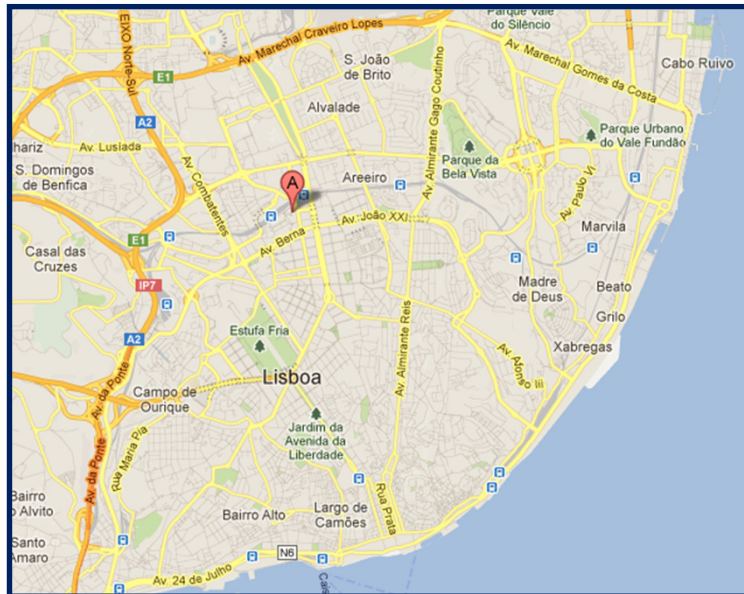 Parque Vale
do Silêncio
EIXO Norte-Sul
Av. Marechal Craveiro Lopes
Av. Marechal Gomes da Costa
Cabo Ruivo
S. João
de Brito
E1
Alvalade
Av. Almirante Gago Coutinho
A2
Av. Lusíada
hariz
Parque Urbano
do Vale Fundão
Parque da
Bela Vista
S. Domingos
de Benfica
Av. Combatentes
A
Areeiro
Av. Paulo VI
Av. João XXI
Marvila
Av. Berna
E1
Casal das
Cruzes
Madre
de Deus
IP7
Beato
Grilo
Estufa Fria
Av. Almirante Reis
A2
Xabregas
Av. Afonso Iii
Av. da Ponte
Lisboa
Campo de
Ourique
Jardim da
Avenida da
Liberdade
Rua Maria Pia
Av. da Ponte
Bairro
o Alvito
Rua Prata
Largo de
Camões
Bairro Alto
Santo
Amaro
N6
Av. 24 de Julho
Cais